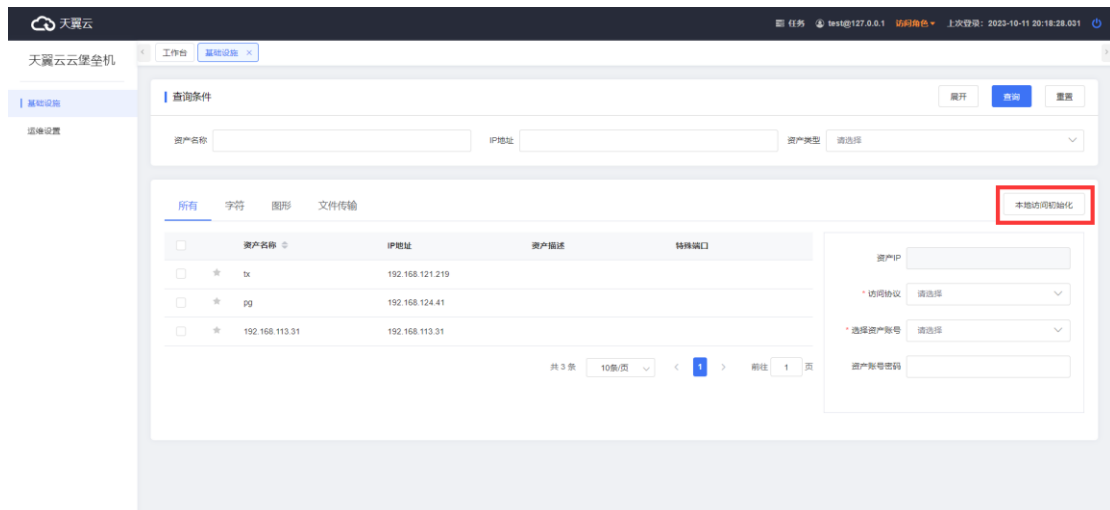 天翼云 任务 test@127.0.0.1 访问角色 上次登录：2023-10-11 20:18:28.031
天翼云云堡垒机 工作台 基础设施 ×
基础设施
运维设置
查询条件 展开 查询 重置
资产名称 IP地址 资产类型 请选择
所有 字符 图形 文件传输 本地访问初始化
资产名称 IP地址 资产描述 特殊端口
tx 192.168.121.219
pg 192.168.124.41
192.168.113.31 192.168.113.31
共 3 条 10条/页 < 1 > 前往 1 页
资产IP
* 访问协议 请选择
* 选择资产账号 请选择
资产账号密码